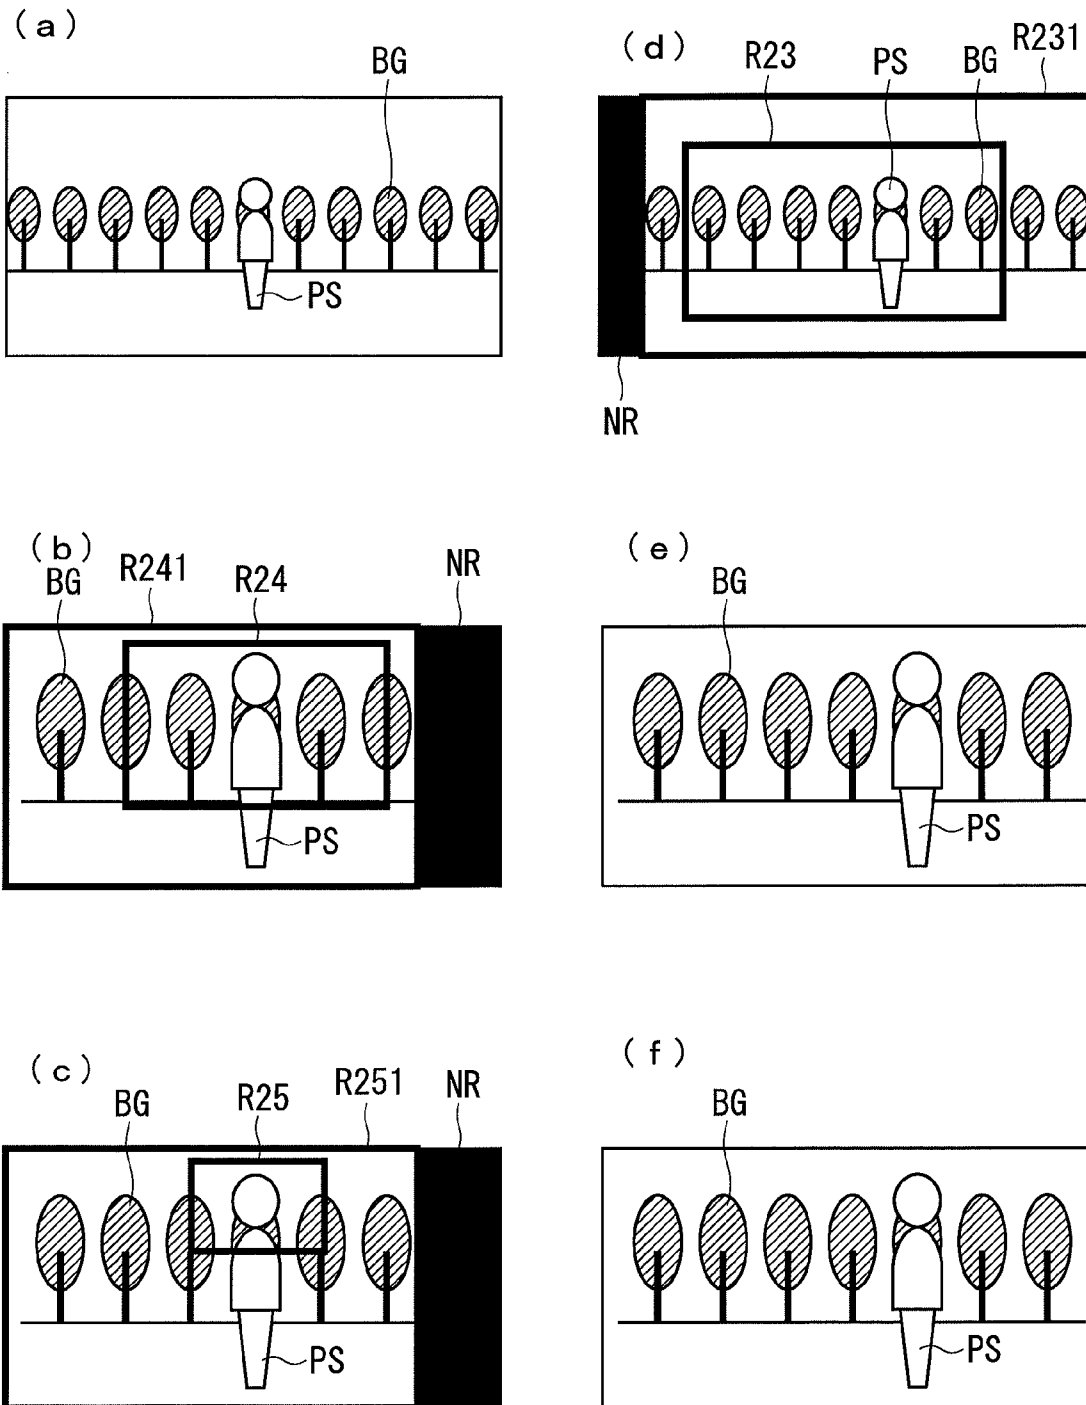 (a)
BG
PS
(d)
R23
PS
BG
R231
NR
(b)
BG
R241
R24
NR
PS
(e)
BG
PS
(c)
BG
R25
R251
NR
PS
(f)
BG
PS